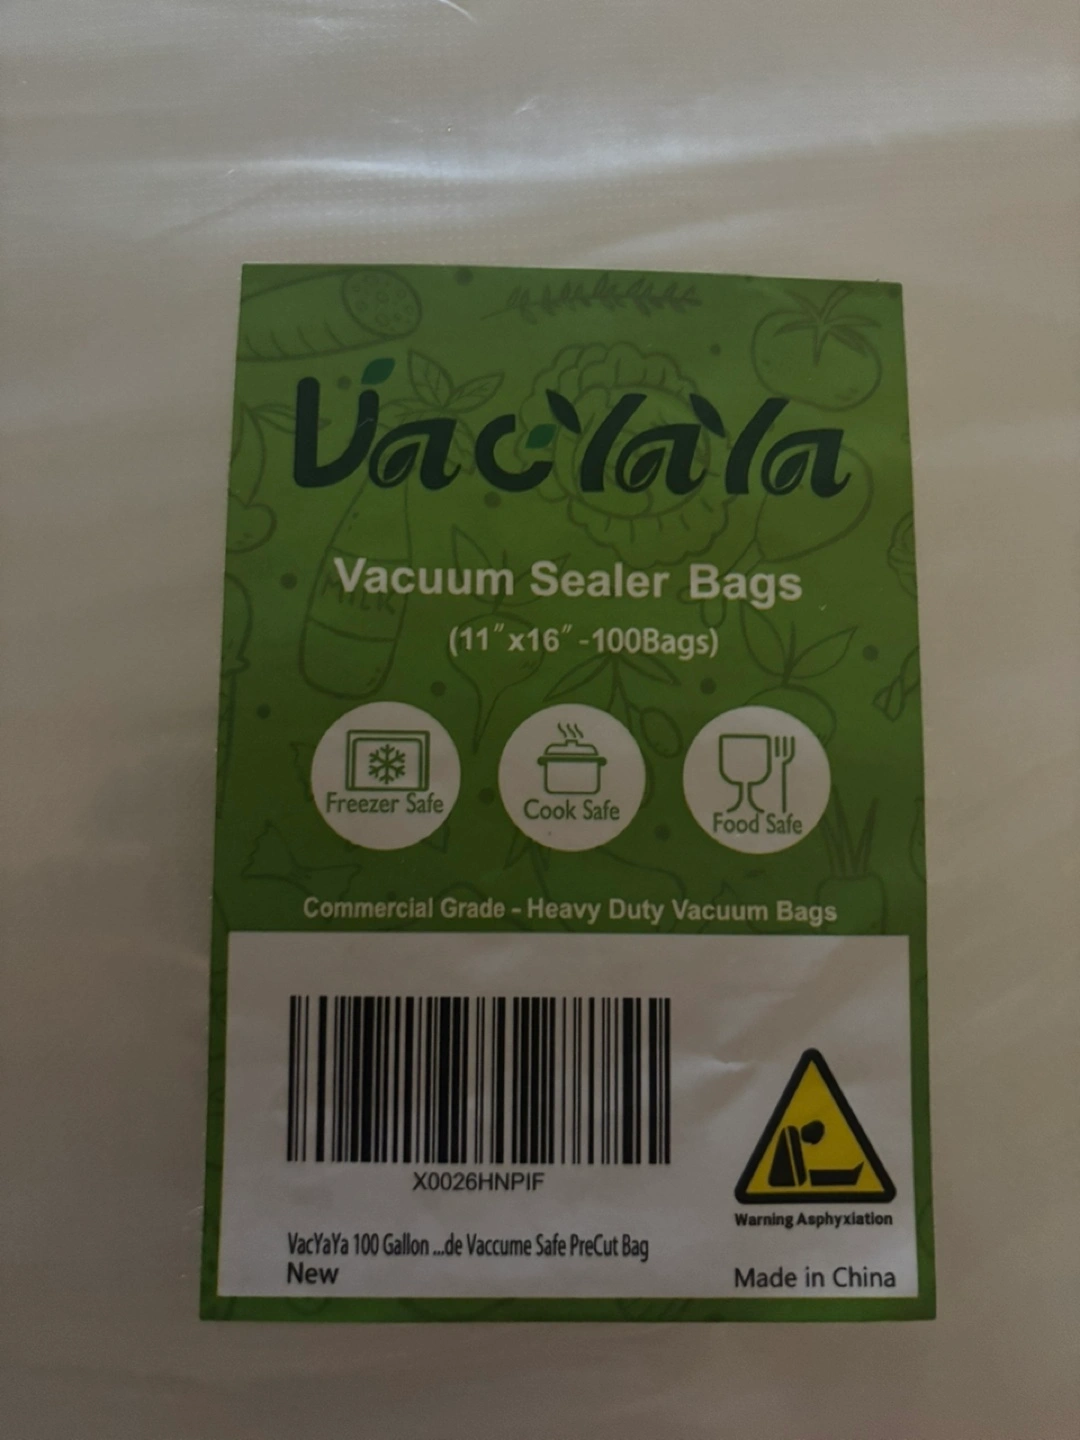 VacYaYa
Vacuum Sealer Bags
(11″x16″-100Bags)
MILK
Freezer Safe
Cook Safe
Food Safe
Commercial Grade - Heavy Duty Vacuum Bags
X0026HNPIF
Warning Asphyxiation
VacYaYa 100 Gallon ...de Vaccume Safe PreCut Bag
New
Made in China